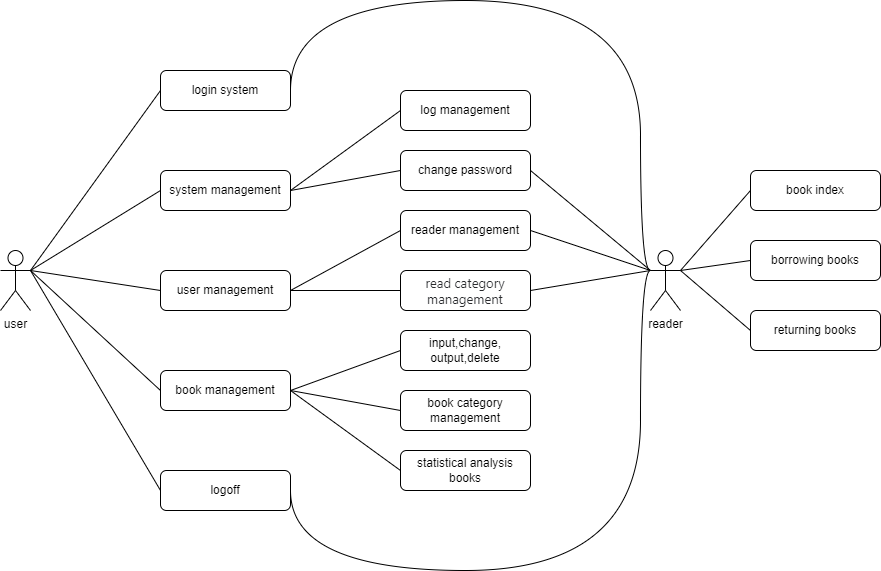 login system
log management
change password
system management
book index
reader management
borrowing books
user management
read category
management
user
reader
returning books
input,change,
output,delete
book management
book category
management
statistical analysis
books
logoff